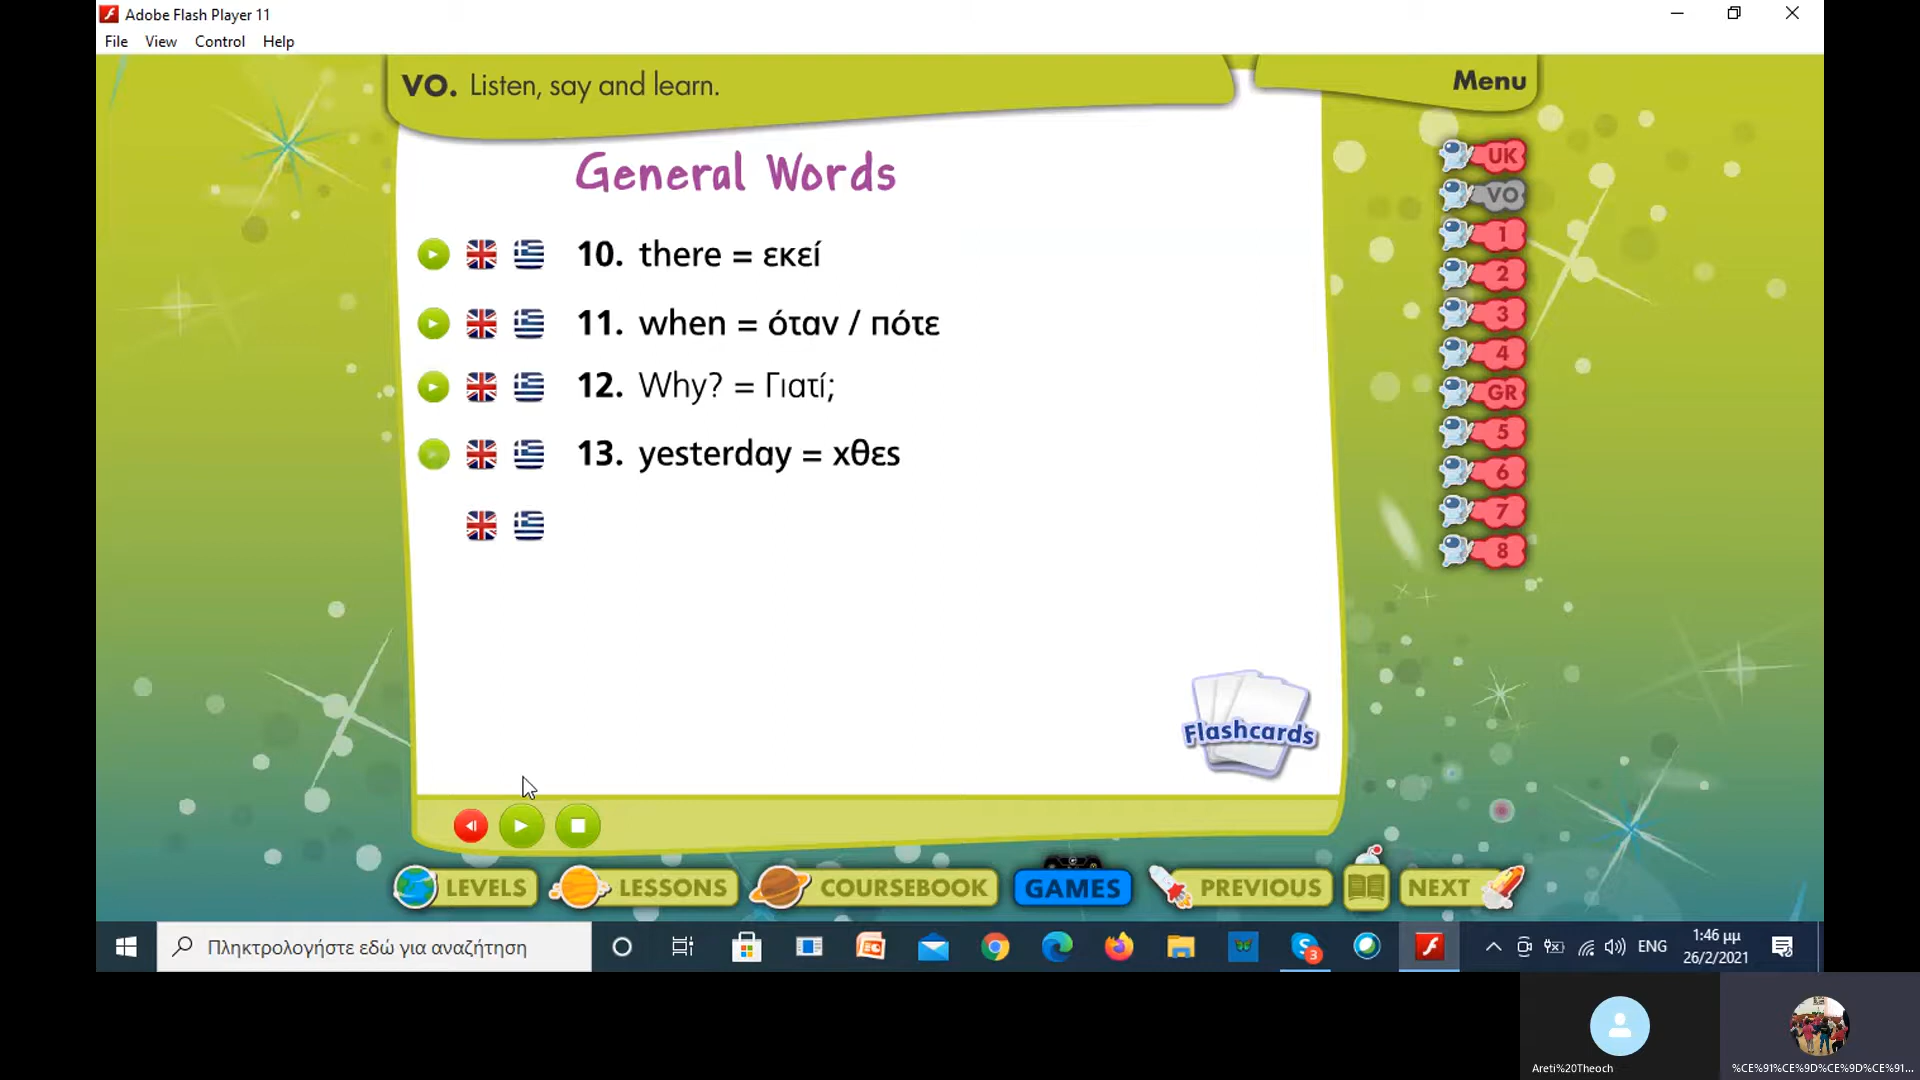 Adobe Flash Player 11
File View Control Help
VO. Listen, say and learn.
Menu
General Words
10. there = εκεί
11. when = όταν / πότε
12. Why? = Γιατί;
13. yesterday = χθες
UK
VO
1
2
3
4
GR
5
6
7
8
Flashcards
LEVELS LESSONS COURSEBOOK GAMES PREVIOUS NEXT
Πληκτρολογήστε εδώ για αναζήτηση
3
ENG
1:46 μμ
26/2/2021
Areti%20Theoch
%CE%91%CE%9D%CE%9D%CE%91...